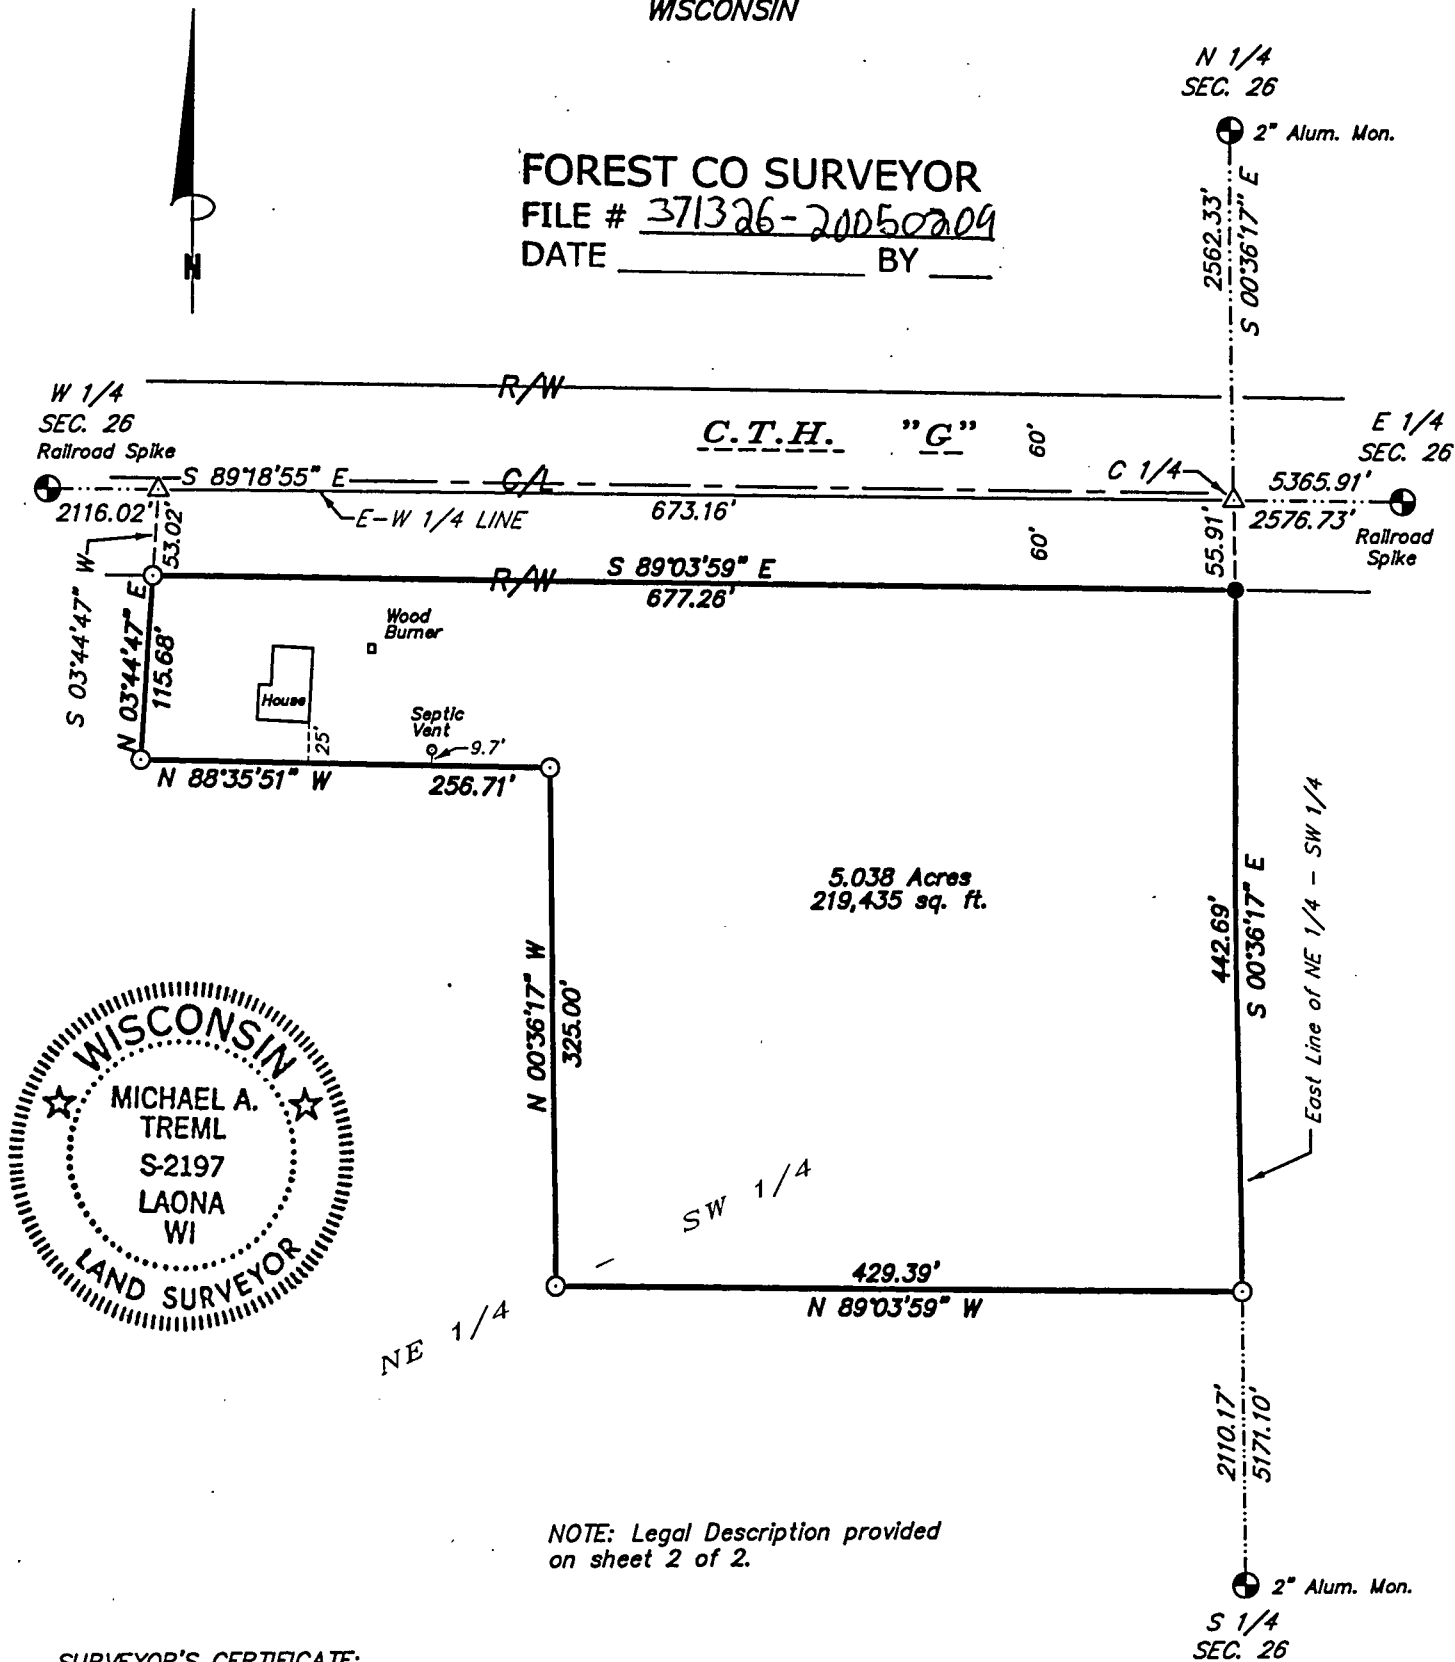 WISCONSIN
N 1/4
SEC. 26
2" Alum. Mon.
FOREST CO SURVEYOR
FILE # 371326-20050209
DATE BY
N
2562.33'
S 00°36'17" E
W 1/4
SEC. 26
Railroad Spike
R/W
C.T.H. "G"
60'
E 1/4
SEC. 26
C 1/4
S 89°18'55" E
C/L
5365.91'
2116.02'
E-W 1/4 LINE
673.16'
2576.73'
Railroad
Spike
53.02'
S 03°44'47" W
60'
55.91'
R/W
S 89°03'59" E
677.26'
N 03°44'47" E
115.68'
Wood
Burner
House
25'
Septic
Vent
9.7'
N 88°35'51" W
256.71'
5.038 Acres
219,435 sq. ft.
442.69'
S 00°36'17" E
East Line of NE 1/4 - SW 1/4
N 00°36'17" W
325.00'
WISCONSIN
MICHAEL A.
TREML
S-2197
LAONA
WI
LAND SURVEYOR
NE 1/4 - SW 1/4
429.39'
N 89°03'59" W
2110.17'
5171.10'
NOTE: Legal Description provided
on sheet 2 of 2.
2" Alum. Mon.
S 1/4
SEC. 26
SURVEYOR'S CERTIFICATE: